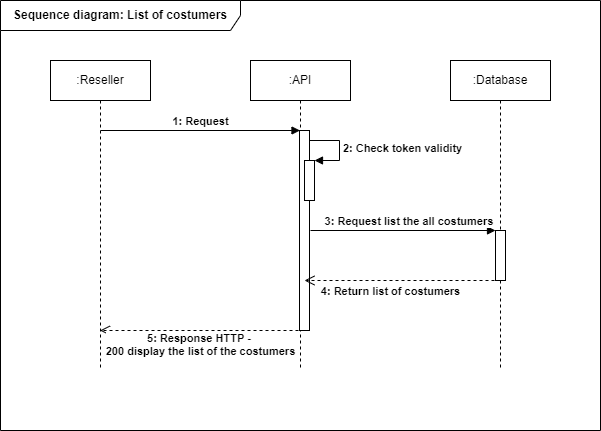 Sequence diagram: List of costumers
:Reseller
:API
:Database
1: Request
2: Check token validity
3: Request list the all costumers
4: Return list of costumers
5: Response HTTP -
200 display the list of the costumers